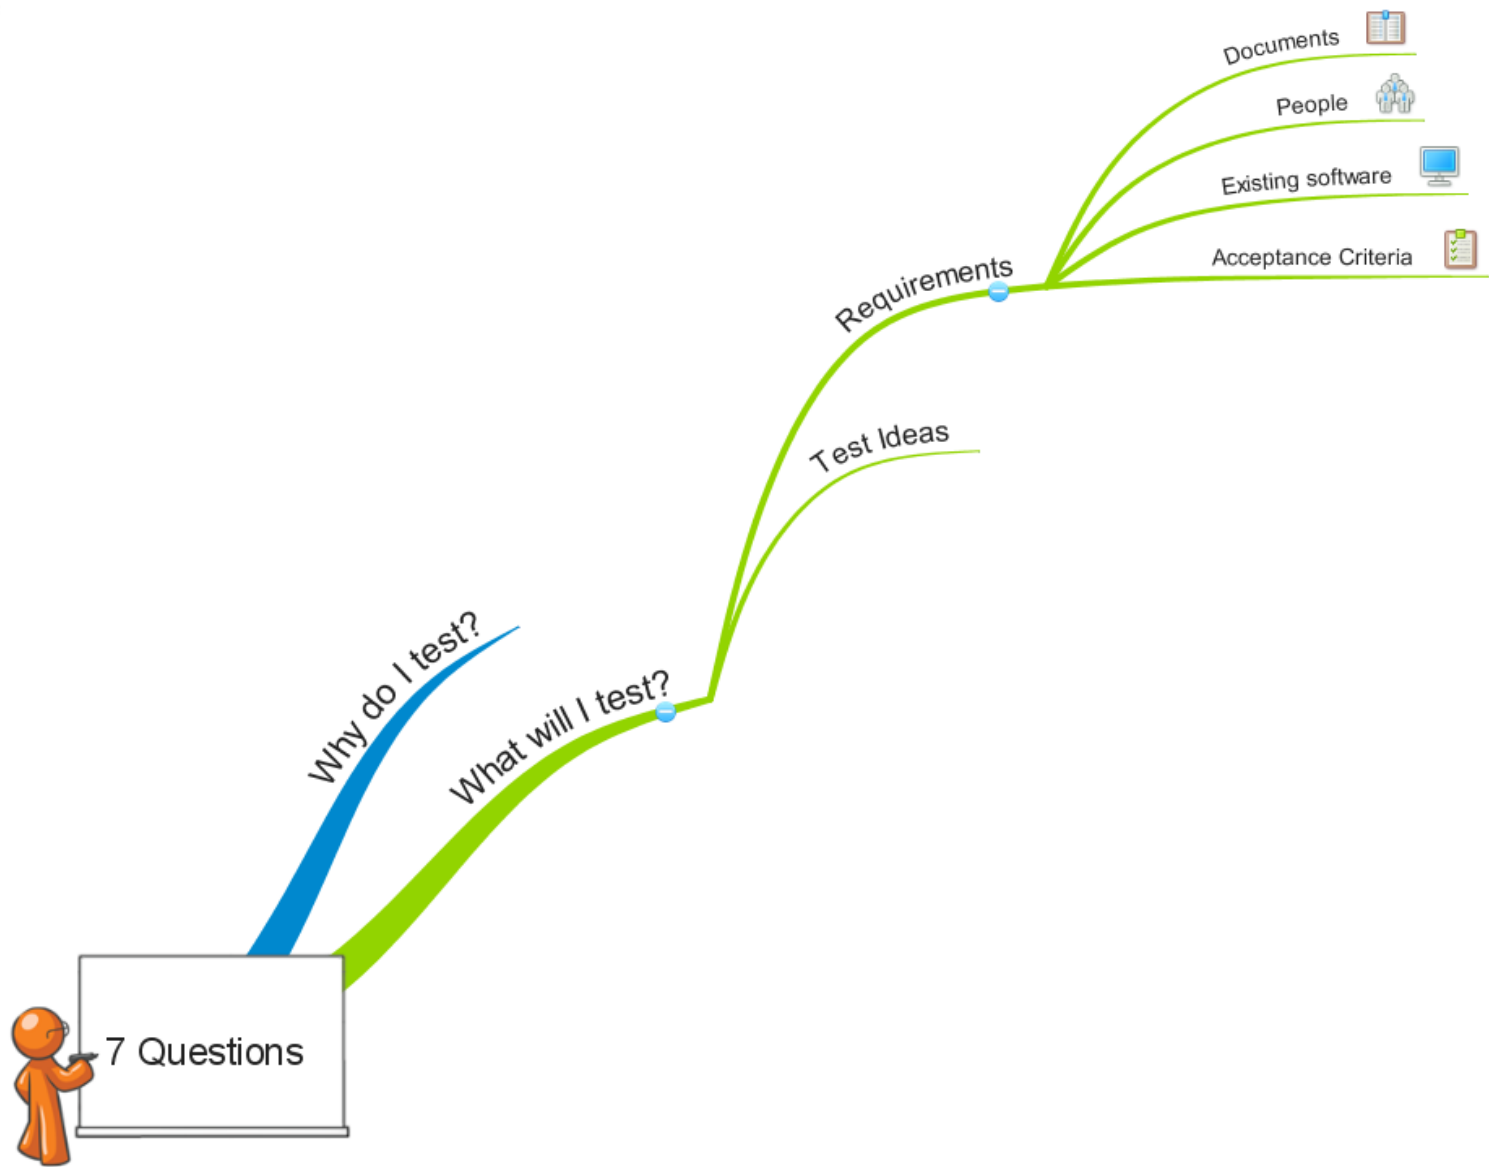 Documents
People
Existing software
Acceptance Criteria
Requirements
Test Ideas
Why do I test?
What will I test?
7 Questions